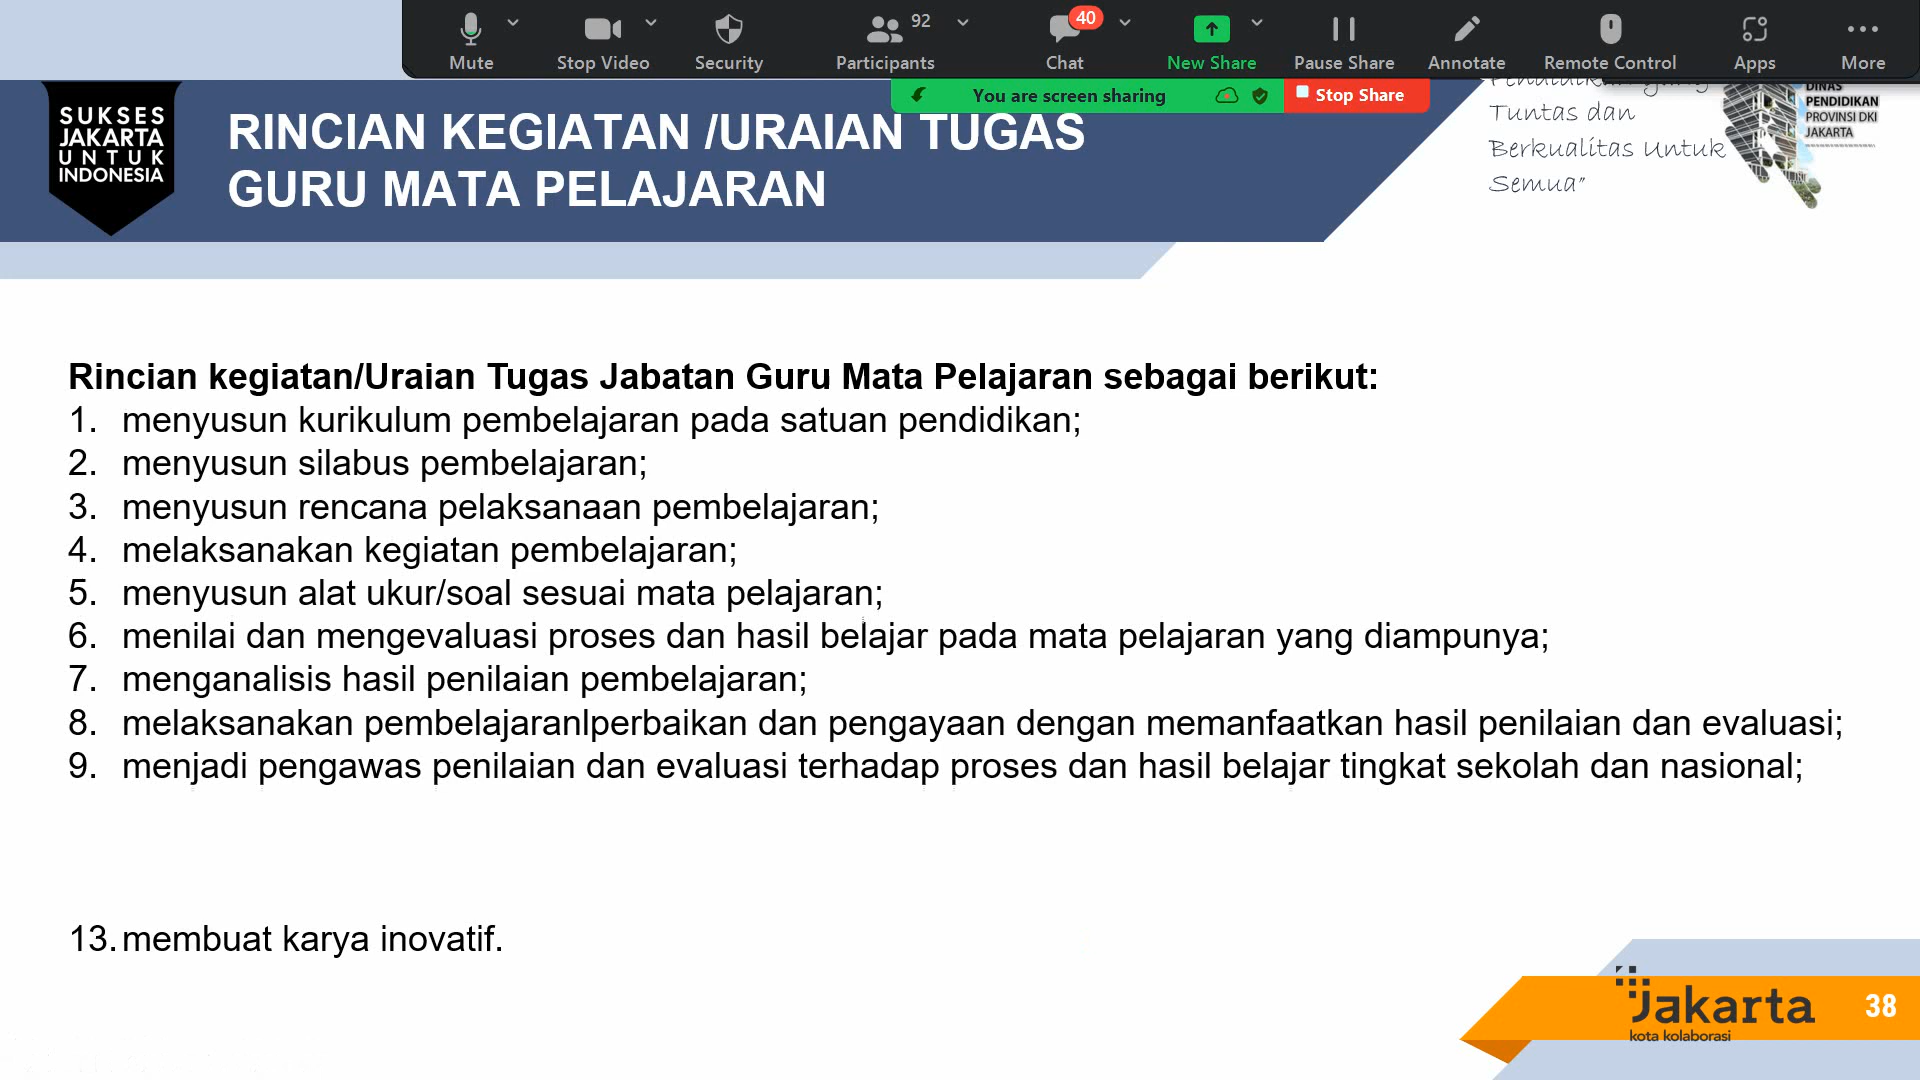 Mute
Stop Video
Security
Participants
92
Chat
40
New Share
Pause Share
Annotate
Remote Control
Apps
More
You are screen sharing
Stop Share
SUKSES
JAKARTA
UNTUK
INDONESIA
RINCIAN KEGIATAN /URAIAN TUGAS
GURU MATA PELAJARAN
Tuntas dan
Berkualitas Untuk
Semua"
DINAS
PENDIDIKAN
PROVINSI DKI
JAKARTA
Rincian kegiatan/Uraian Tugas Jabatan Guru Mata Pelajaran sebagai berikut:
1. menyusun kurikulum pembelajaran pada satuan pendidikan;
2. menyusun silabus pembelajaran;
3. menyusun rencana pelaksanaan pembelajaran;
4. melaksanakan kegiatan pembelajaran;
5. menyusun alat ukur/soal sesuai mata pelajaran;
6. menilai dan mengevaluasi proses dan hasil belajar pada mata pelajaran yang diampunya;
7. menganalisis hasil penilaian pembelajaran;
8. melaksanakan pembelajaranlperbaikan dan pengayaan dengan memanfaatkan hasil penilaian dan evaluasi;
9. menjadi pengawas penilaian dan evaluasi terhadap proses dan hasil belajar tingkat sekolah dan nasional;
13. membuat karya inovatif.
Jakarta
kota kolaborasi
38